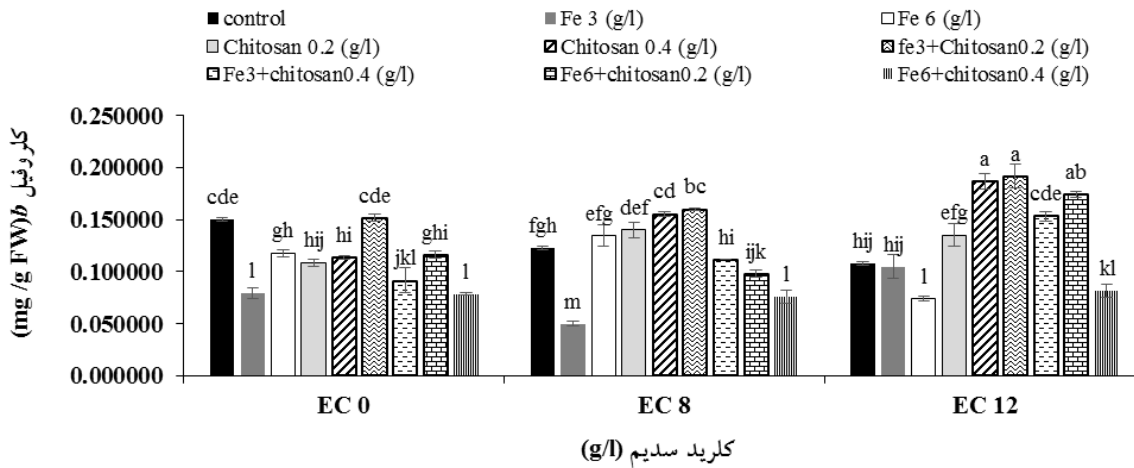 control Fe 3 (g/l) Fe 6 (g/l)
Chitosan 0.2 (g/l) Chitosan 0.4 (g/l) fe3+Chitosan0.2 (g/l)
Fe3+chitosan0.4 (g/l) Fe6+chitosan0.2 (g/l) Fe6+chitosan0.4 (g/l)
کلروفیل b(mg /g FW)
0.250000
0.200000
0.150000
0.100000
0.050000
0.000000
cde l gh hij hi cde jkl ghi l
fgh m efg def cd bc hi ijk l
hij hij l efg a a cde ab kl
EC 0 EC 8 EC 12
کلرید سدیم (g/l)